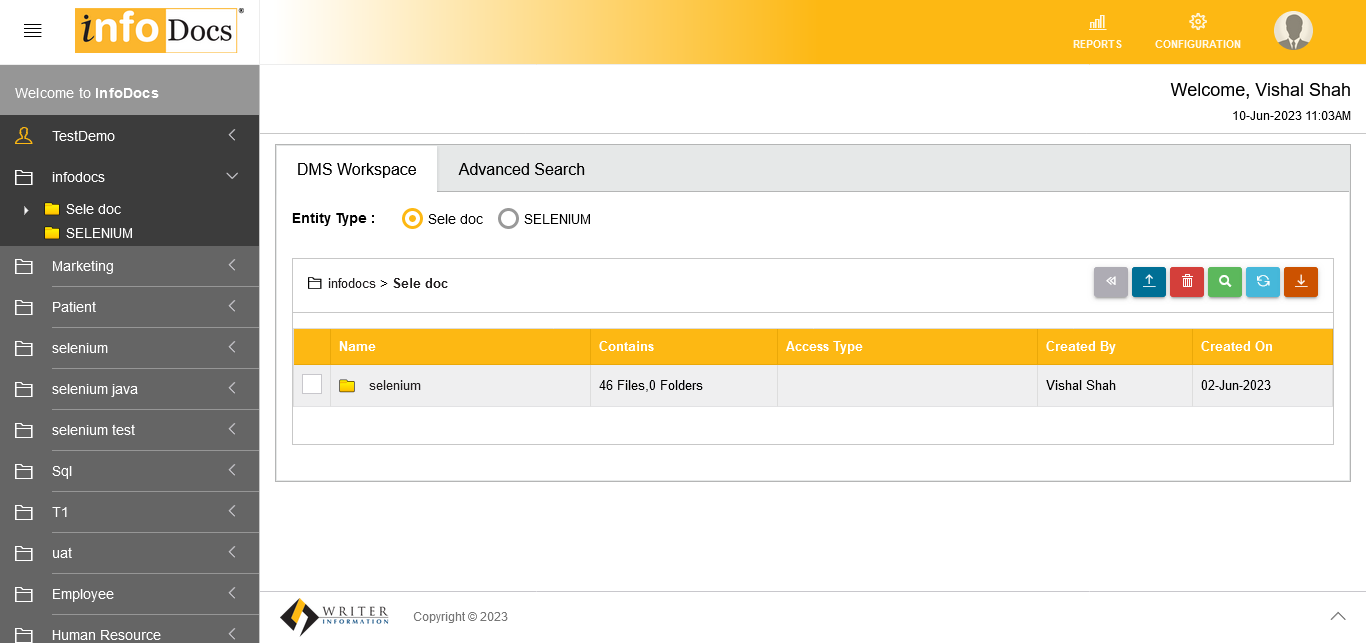 info Docs
REPORTS
CONFIGURATION
Welcome to InfoDocs
Welcome, Vishal Shah
10-Jun-2023 11:03AM
TestDemo
infodocs
Sele doc
SELENIUM
Marketing
Patient
selenium
selenium java
selenium test
Sql
T1
uat
Employee
Human Resource
DMS Workspace
Advanced Search
Entity Type : Sele doc SELENIUM
infodocs > Sele doc
Name Contains Access Type Created By Created On
selenium 46 Files,0 Folders Vishal Shah 02-Jun-2023
WRITER
INFORMATION
Copyright © 2023